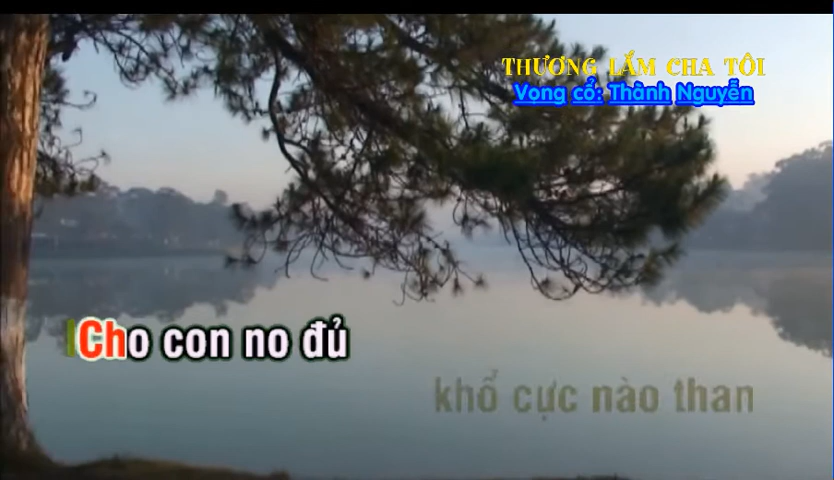 THƯƠNG LẮM CHA TÔI
Vọng cổ: Thành Nguyễn
Cho con no đủ
khổ cực nào than